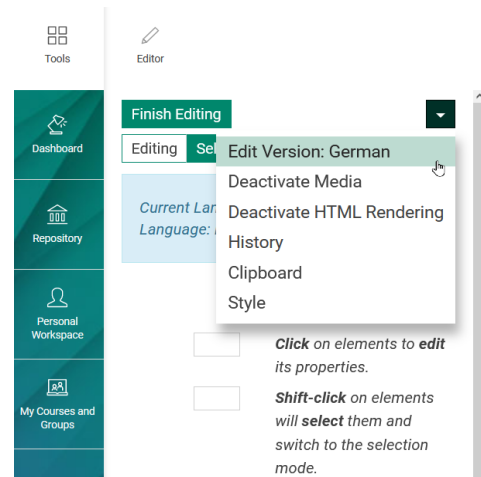 Tools
Editor
Finish Editing
Dashboard
Editing
Edit Version: German
Deactivate Media
Deactivate HTML Rendering
History
Clipboard
Style
Current
Language:
Repository
Personal
Workspace
My Courses and
Groups
Click on elements to edit
its properties.
Shift-click on elements
will select them and
switch to the selection
mode.